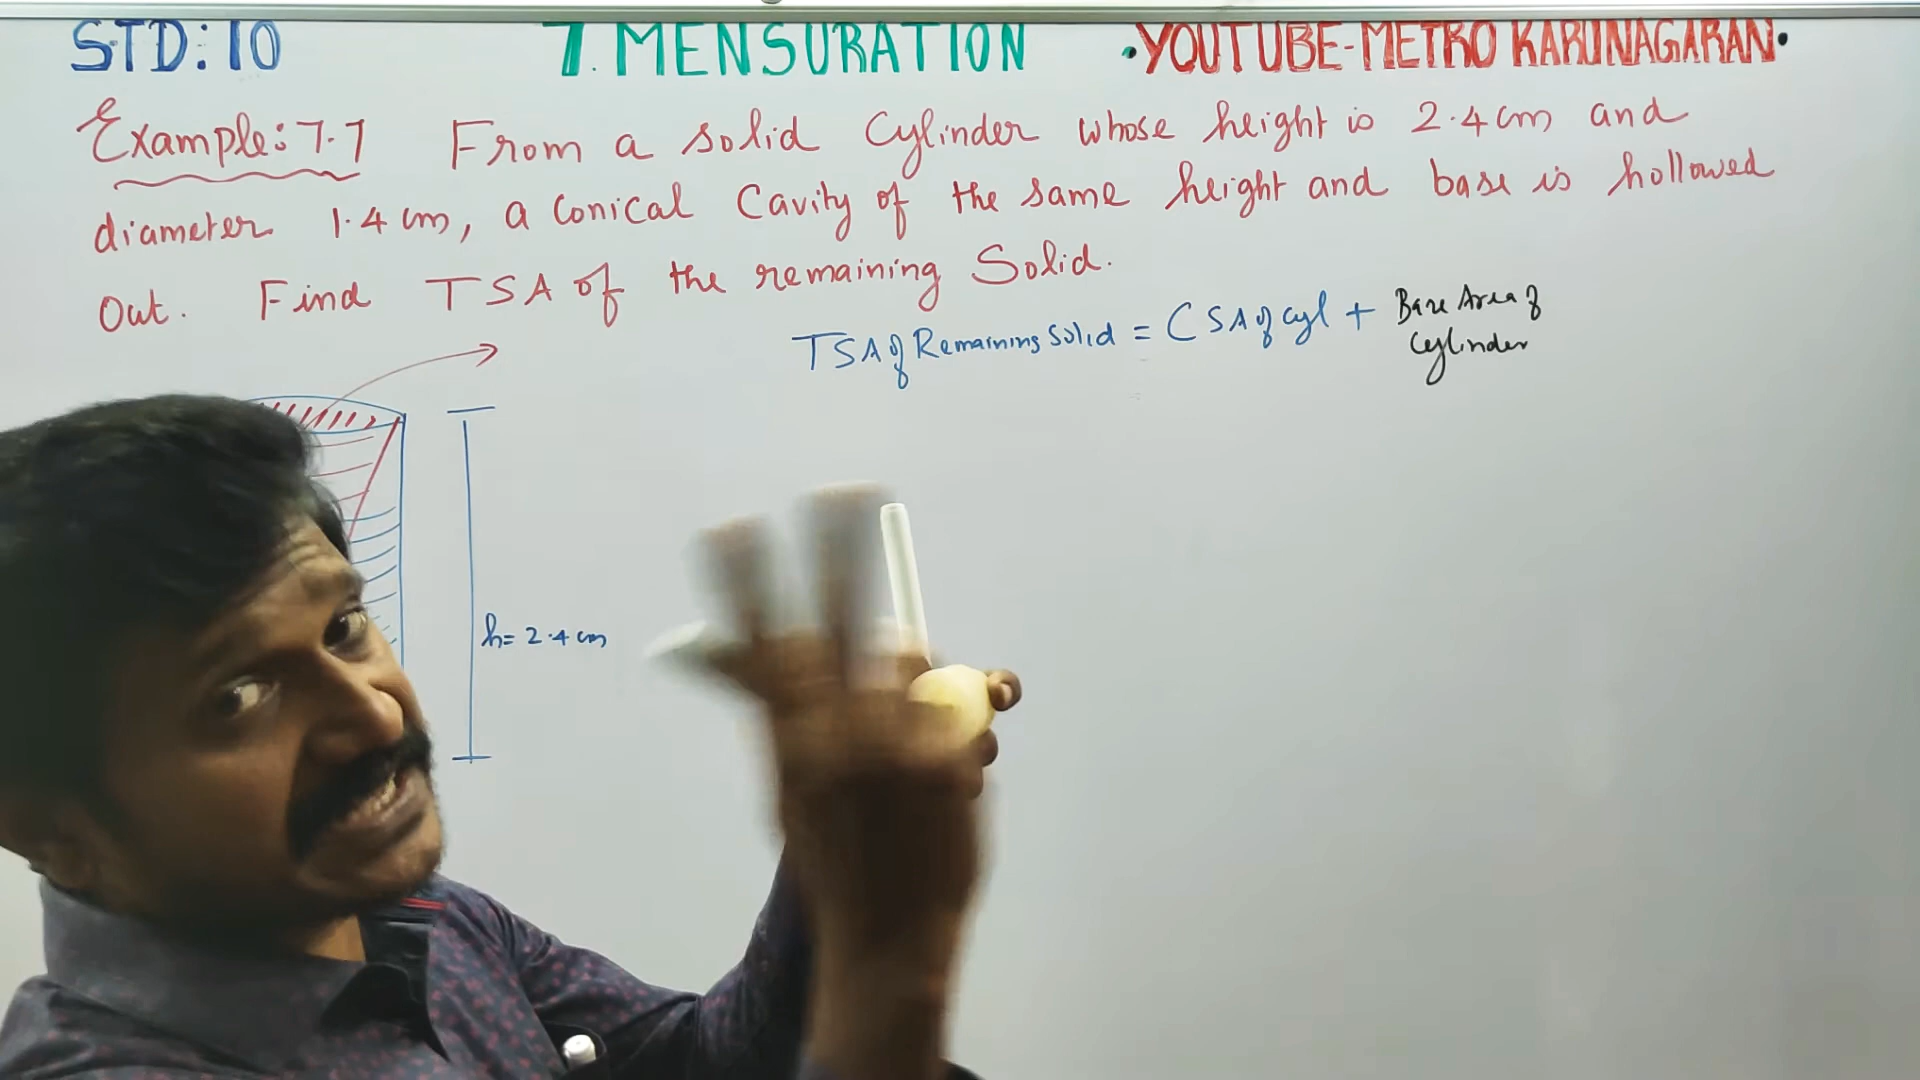 STD:10 7. MENSURATION • YOUTUBE-METRO KARUNAGARAN •
Example: 7.7 From a solid Cylinder whose height is 2.4 cm and
diameter 1.4 cm, a Conical Cavity of the same height and base is hollowed
Out. Find TSA of the remaining Solid.
TSA of Remaining Solid = CSA of cyl + Base Area of
Cylinder
h= 2.4 cm